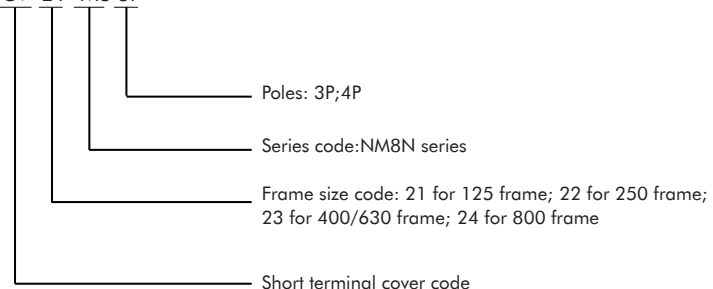 Poles: 3P;4P
Series code:NM8N series
Frame size code: 21 for 125 frame; 22 for 250 frame;
23 for 400/630 frame; 24 for 800 frame
Short terminal cover code